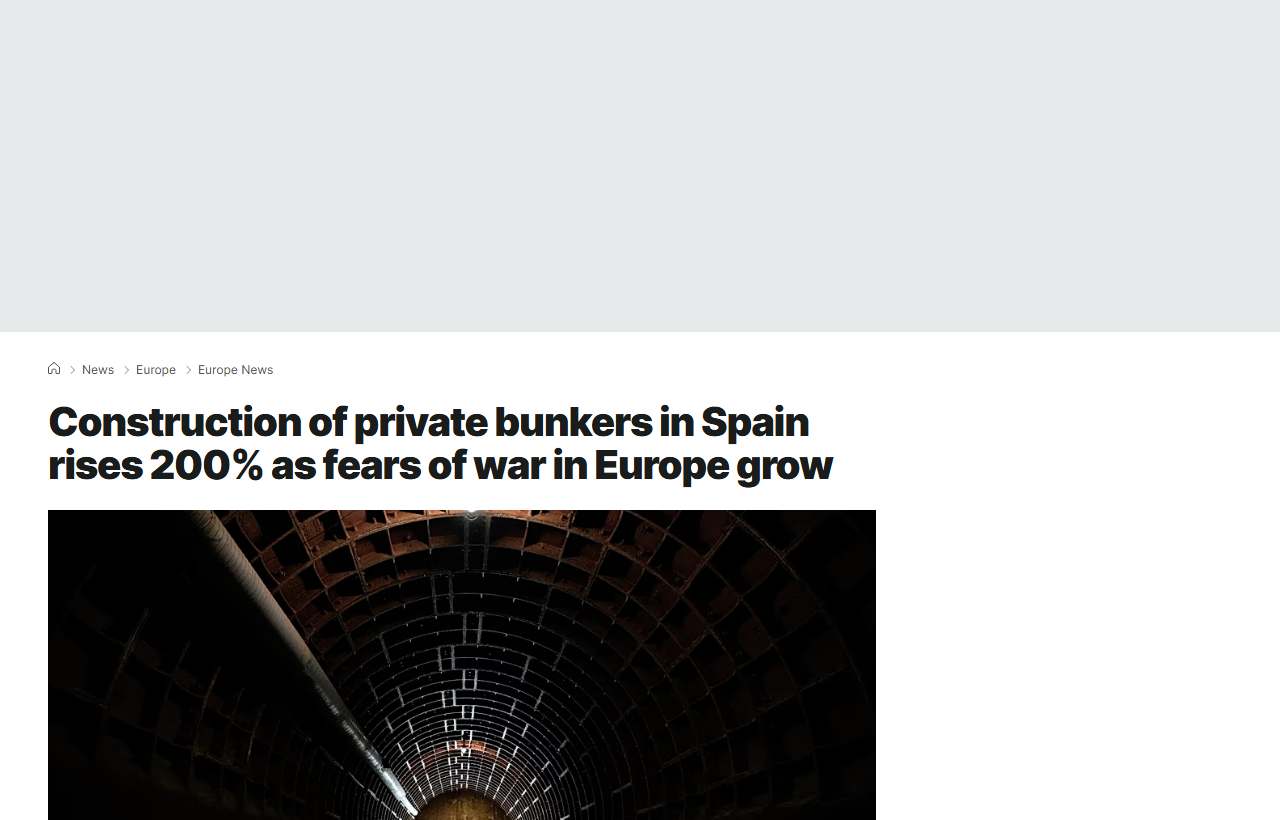 News Europe Europe News
Construction of private bunkers in Spain
rises 200% as fears of war in Europe grow